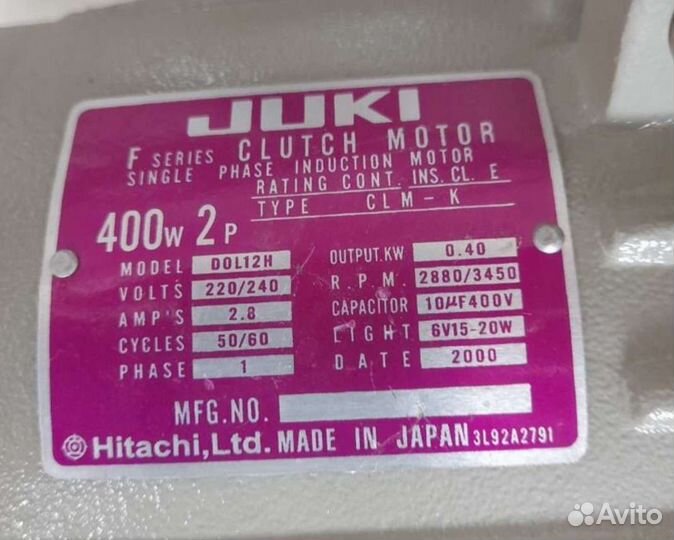 JUKI
F SERIES CLUTCH MOTOR
SINGLE PHASE INDUCTION MOTOR
RATING CONT. INS. CL. E
TYPE CLM-K
400W 2P
MODEL DOL12H
VOLTS 220/240
AMP'S 2.8
CYCLES 50/60
PHASE 1
OUTPUT.KW 0.40
R.P.M. 2880/3450
CAPACITOR 10μF400V
LIGHT 6V15-20W
DATE 2000
MFG.NO.
Hitachi,Ltd. MADE IN JAPAN 3L92A2791
Avito